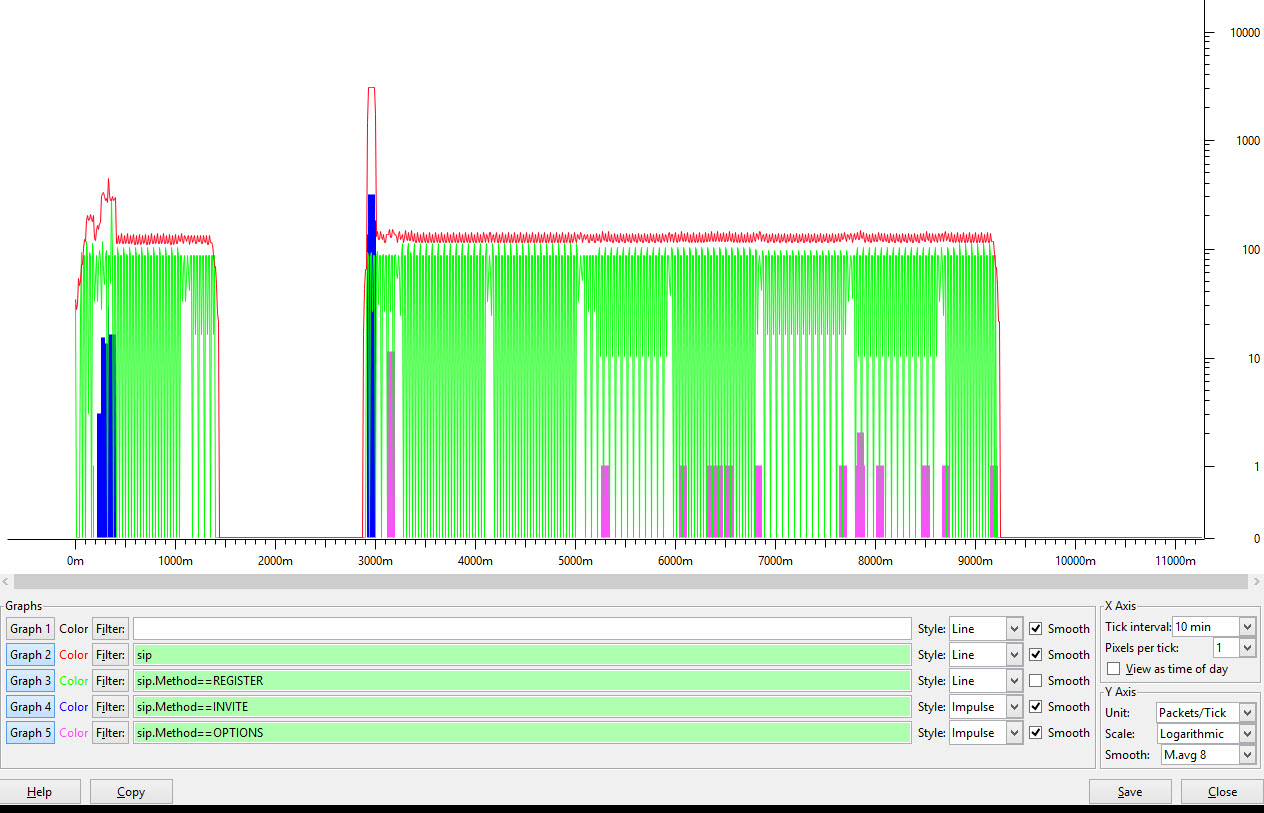 10000
1000
100
10
1
0
0m 1000m 2000m 3000m 4000m 5000m 6000m 7000m 8000m 9000m 10000m 11000m
Graphs
Graph 1 Color Filter: Style: Line Smooth
Graph 2 Color Filter: sip Style: Line Smooth
Graph 3 Color Filter: sip.Method==REGISTER Style: Line Smooth
Graph 4 Color Filter: sip.Method==INVITE Style: Impulse Smooth
Graph 5 Color Filter: sip.Method==OPTIONS Style: Impulse Smooth
X Axis
Tick interval: 10 min
Pixels per tick: 1
View as time of day
Y Axis
Unit: Packets/Tick
Scale: Logarithmic
Smooth: M.avg 8
Help Copy Save Close